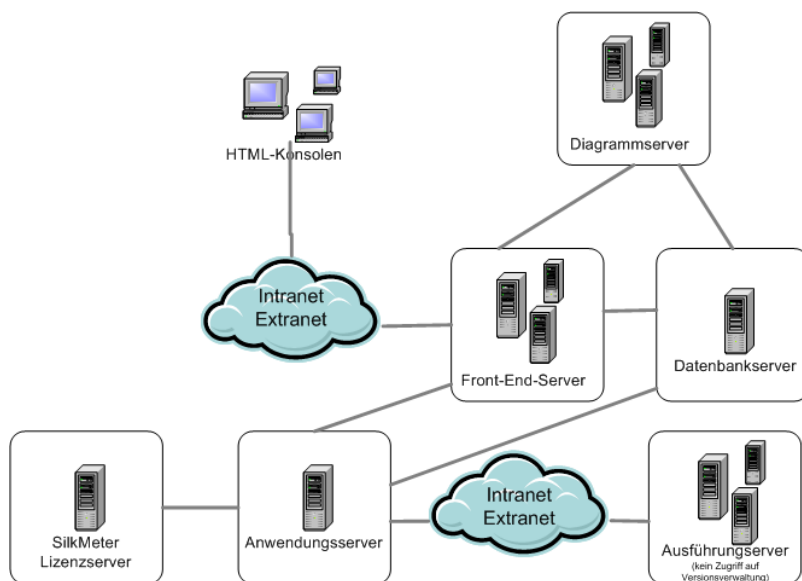 Diagrammserver
HTML-Konsolen
Intranet
Extranet
Front-End-Server
Datenbankserver
SilkMeter
Lizenzserver
Anwendungsserver
Intranet
Extranet
Ausführungserver
(kein Zugriff auf
Versionsverwaltung)